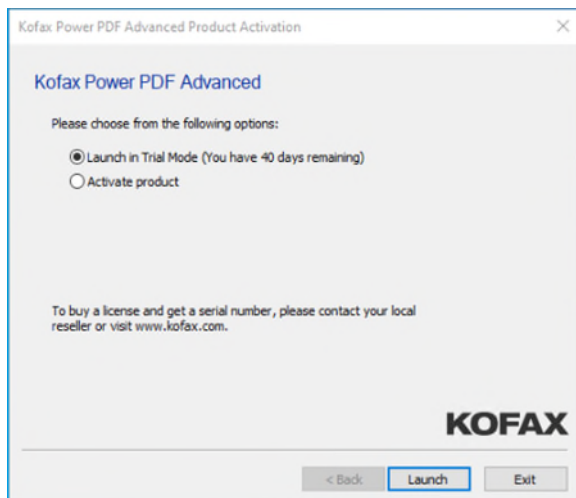 Kofax Power PDF Advanced Product Activation
Kofax Power PDF Advanced
Please choose from the following options:
Launch in Trial Mode (You have 40 days remaining)
Activate product
To buy a license and get a serial number, please contact your local
reseller or visit www.kofax.com.
KOFAX
< Back
Launch
Exit